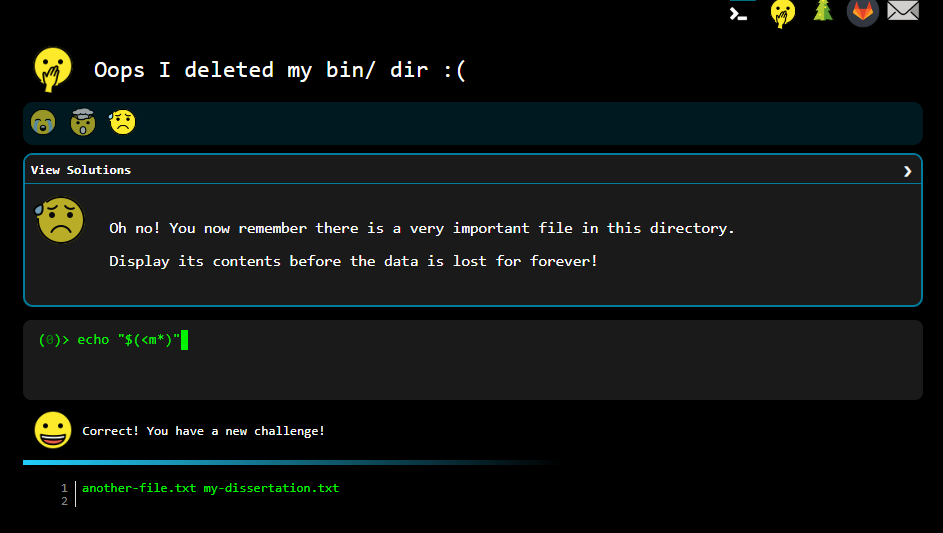 Oops I deleted my bin/ dir :(
View Solutions
Oh no! You now remember there is a very important file in this directory.
Display its contents before the data is lost for forever!
(0)> echo "$(<m*)"
Correct! You have a new challenge!
1 another-file.txt my-dissertation.txt
2